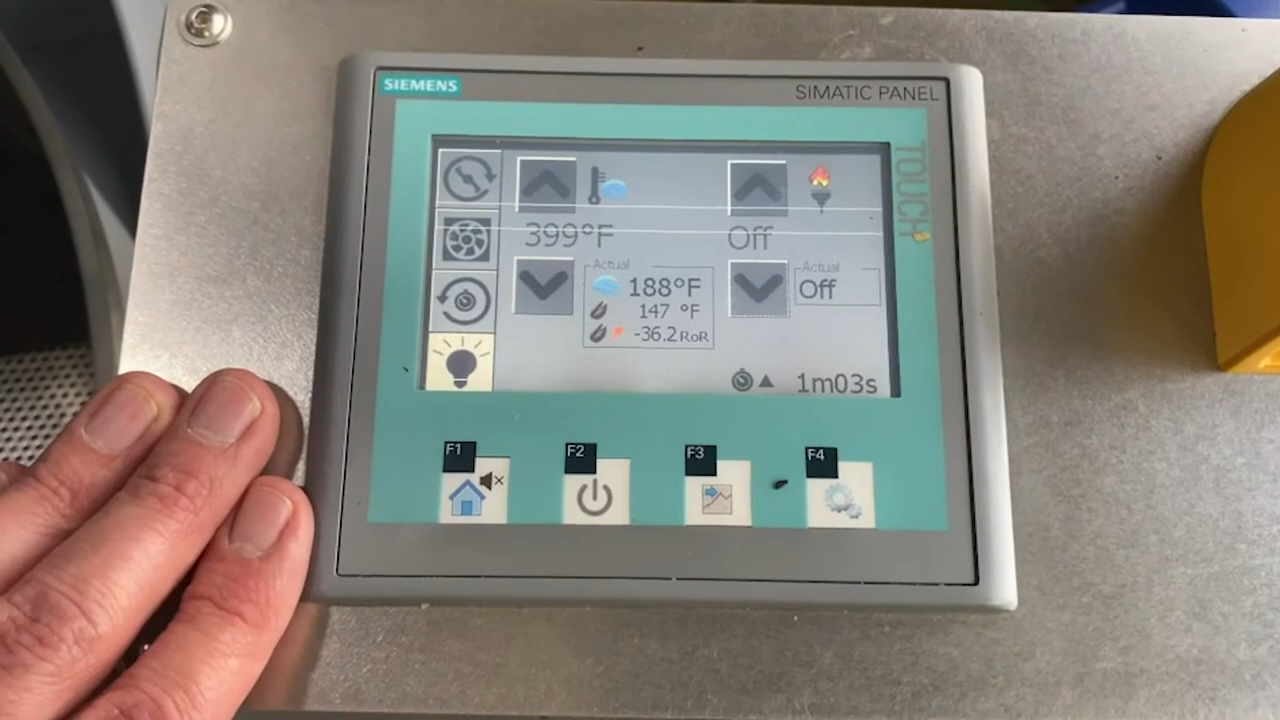 SIEMENS
SIMATIC PANEL
TOUCH
399°F
Off
Actual
188°F
147 °F
-36.2 RoR
Actual
Off
1m03s
F1
F2
F3
F4